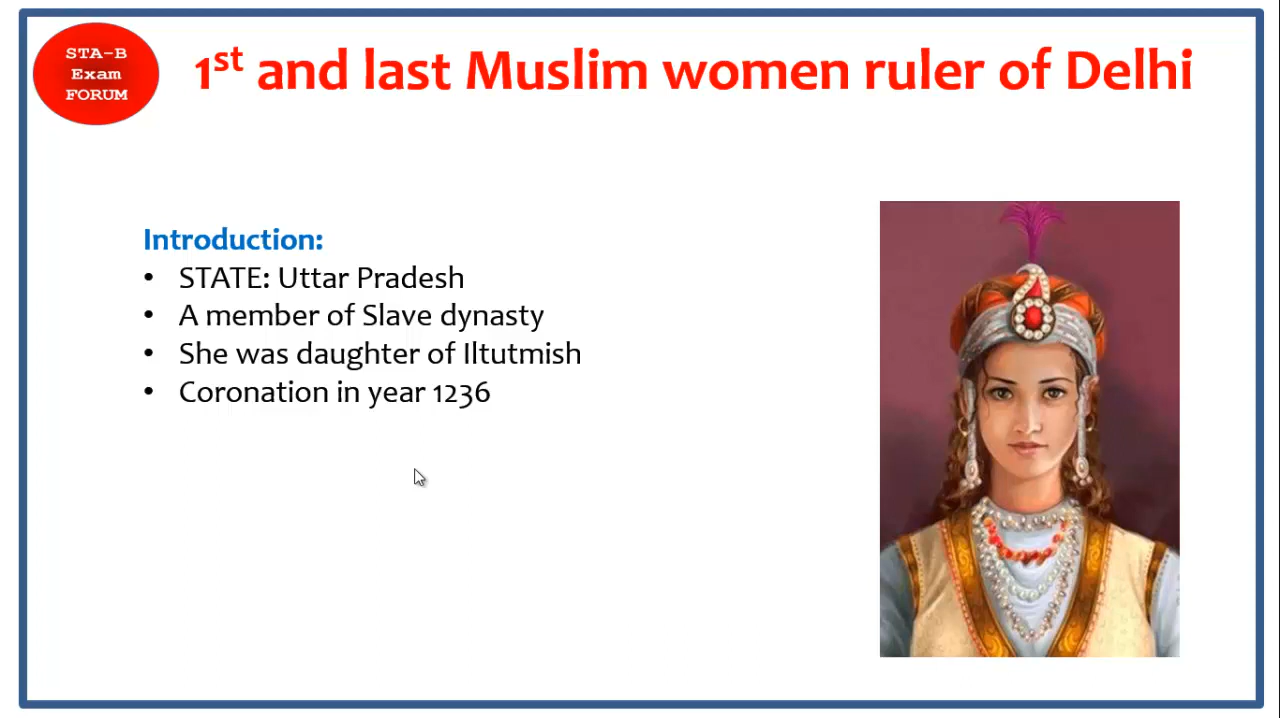 STA-B
Exam
FORUM
1st and last Muslim women ruler of Delhi
Introduction:
• STATE: Uttar Pradesh
• A member of Slave dynasty
• She was daughter of Iltutmish
• Coronation in year 1236